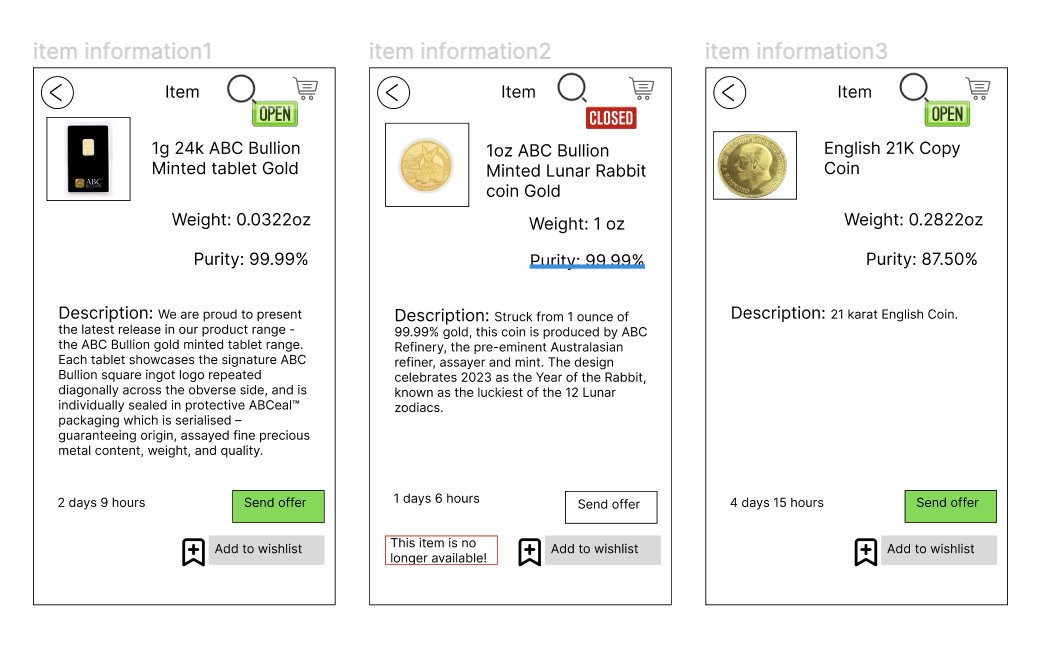 item information1
Item
OPEN
ABC
BULLION
1g 24k ABC Bullion
Minted tablet Gold
Weight: 0.0322oz
Purity: 99.99%
Description: We are proud to present
the latest release in our product range -
the ABC Bullion gold minted tablet range.
Each tablet showcases the signature ABC
Bullion square ingot logo repeated
diagonally across the obverse side, and is
individually sealed in protective ABCeal™
packaging which is serialised –
guaranteeing origin, assayed fine precious
metal content, weight, and quality.
2 days 9 hours
Send offer
Add to wishlist
item information2
Item
CLOSED
1oz ABC Bullion
Minted Lunar Rabbit
coin Gold
Weight: 1 oz
Purity: 99.99%
Description: Struck from 1 ounce of
99.99% gold, this coin is produced by ABC
Refinery, the pre-eminent Australasian
refiner, assayer and mint. The design
celebrates 2023 as the Year of the Rabbit,
known as the luckiest of the 12 Lunar
zodiacs.
1 days 6 hours
Send offer
This item is no
longer available!
Add to wishlist
item information3
Item
OPEN
English 21K Copy
Coin
Weight: 0.2822oz
Purity: 87.50%
Description: 21 karat English Coin.
4 days 15 hours
Send offer
Add to wishlist